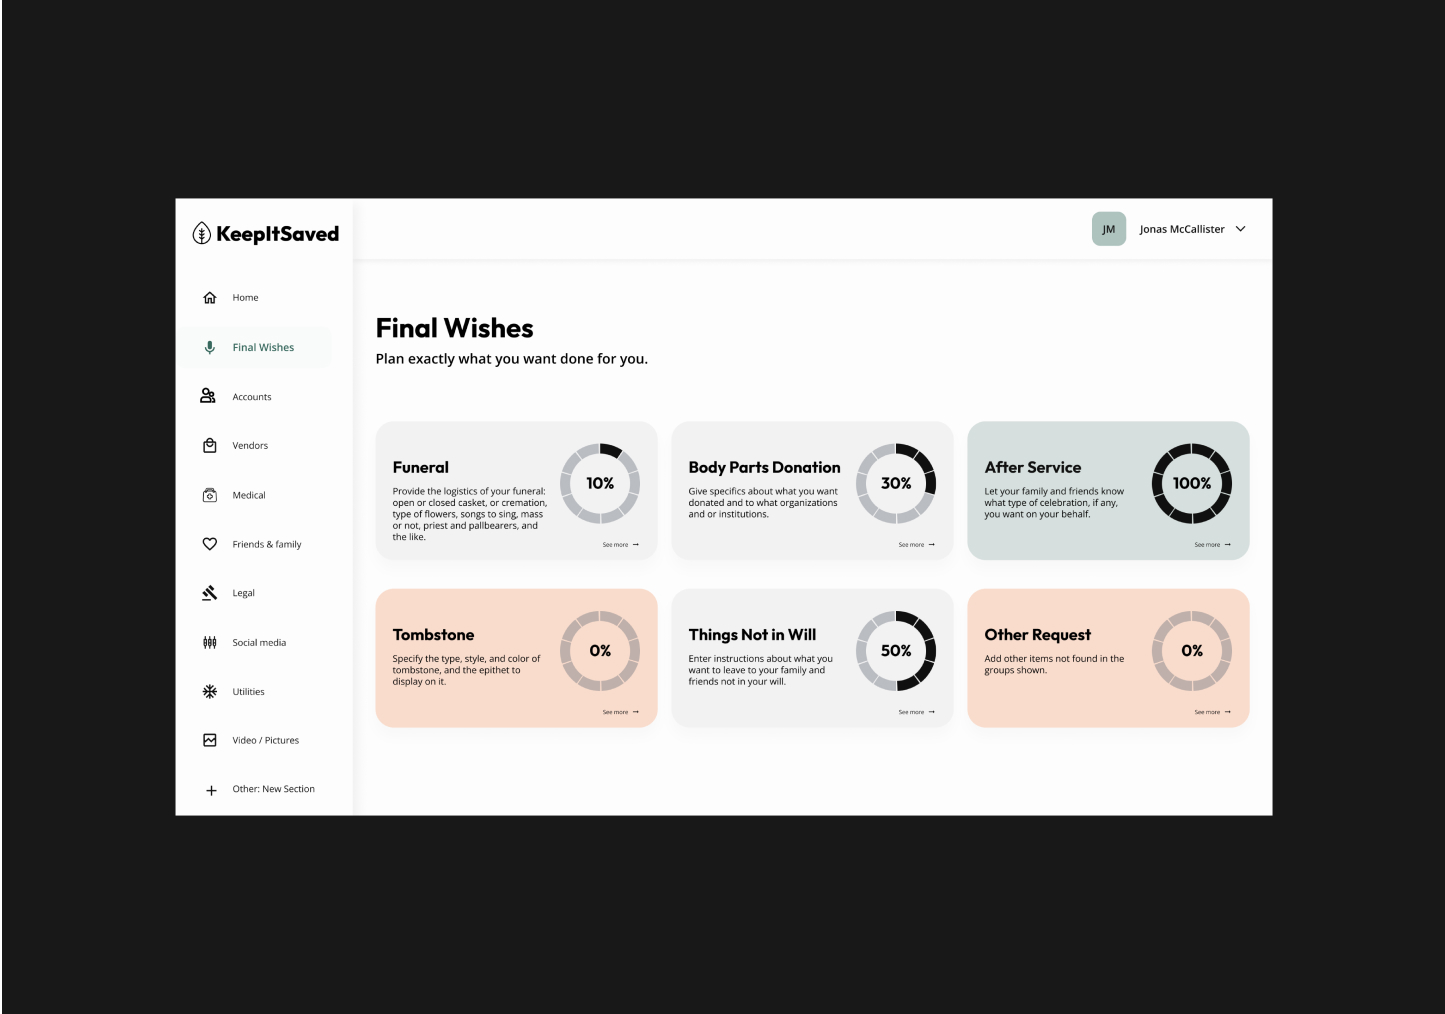 KeepItSaved
JM
Jonas McCallister
Home
Final Wishes
Accounts
Vendors
Medical
Friends & family
Legal
Social media
Utilities
Video / Pictures
Other: New Section
Final Wishes
Plan exactly what you want done for you.
Funeral
Provide the logistics of your funeral:
open or closed casket, or cremation,
type of flowers, songs to sing, mass
or not, priest and pallbearers, and
the like.
10%
See more →
Body Parts Donation
Give specifics about what you want
donated and to what organizations
and or institutions.
30%
See more →
After Service
Let your family and friends know
what type of celebration, if any,
you want on your behalf.
100%
See more →
Tombstone
Specify the type, style, and color of
tombstone, and the epithet to
display on it.
0%
See more →
Things Not in Will
Enter instructions about what you
want to leave to your family and
friends not in your will.
50%
See more →
Other Request
Add other items not found in the
groups shown.
0%
See more →